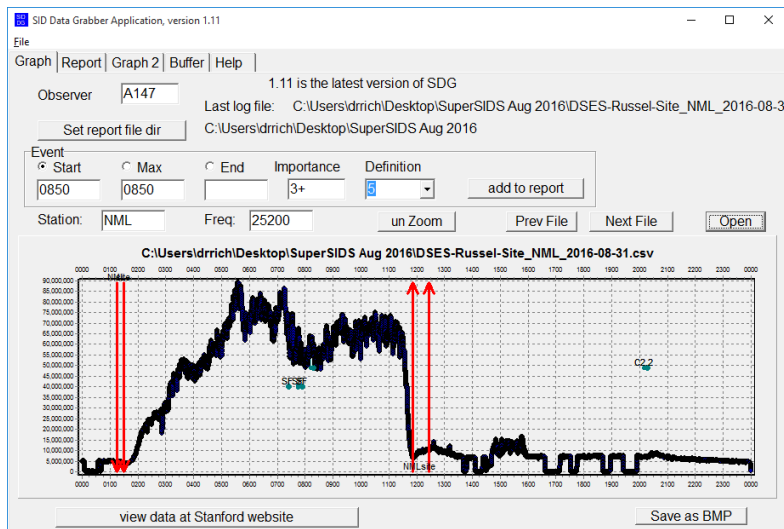 SID Data Grabber Application, version 1.11
File
Graph Report Graph 2 Buffer Help
Observer A147 1.11 is the latest version of SDG
Last log file: C:\Users\drrich\Desktop\SuperSIDS Aug 2016\DSES-Russel-Site_NML_2016-08-3
Set report file dir C:\Users\drrich\Desktop\SuperSIDS Aug 2016
Event
Start Max End Importance Definition
0850 0850 3+ 5 add to report
Station: NML Freq: 25200 un Zoom Prev File Next File Open
C:\Users\drrich\Desktop\SuperSIDS Aug 2016\DSES-Russel-Site_NML_2016-08-31.csv
0000 0100 0200 0300 0400 0500 0600 0700 0800 0900 1000 1100 1200 1300 1400 1500 1600 1700 1800 1900 2000 2100 2200 2300 0000
90,000,000
85,000,000
80,000,000
75,000,000
70,000,000
65,000,000
60,000,000
55,000,000
50,000,000
C2.2
45,000,000
40,000,000
35,000,000
30,000,000
25,000,000
20,000,000
15,000,000
10,000,000
5,000,000
0
0000 0100 0200 0300 0400 0500 0600 0700 0800 0900 1000 1100 1200 1300 1400 1500 1600 1700 1800 1900 2000 2100 2200 2300 0000
view data at Stanford website Save as BMP